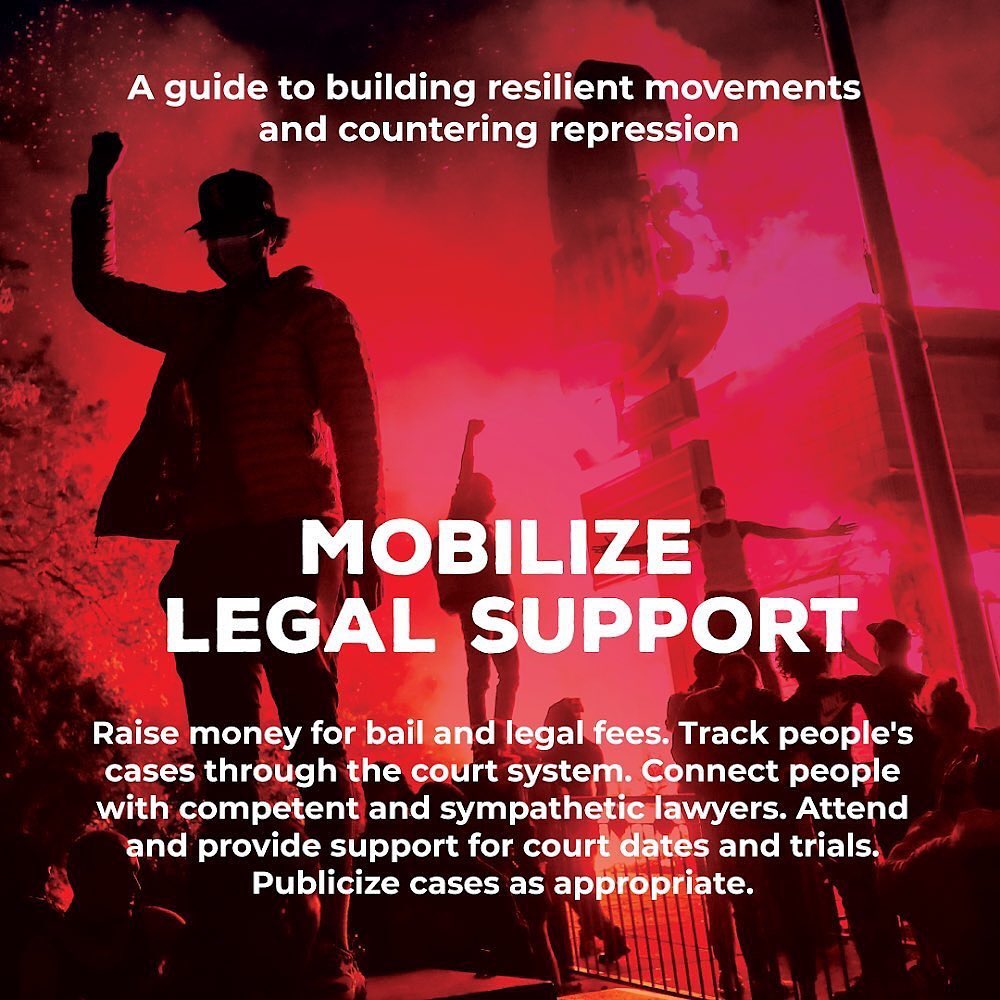 A guide to building resilient movements
and countering repression
MOBILIZE
LEGAL SUPPORT
Raise money for bail and legal fees. Track people's
cases through the court system. Connect people
with competent and sympathetic lawyers. Attend
and provide support for court dates and trials.
Publicize cases as appropriate.